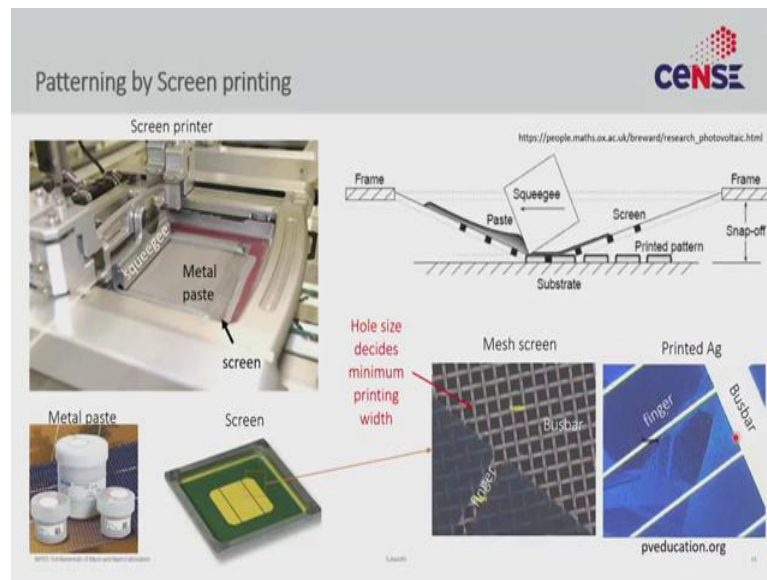 CENSE
Patterning by Screen printing
Screen printer
https://people.maths.ox.ac.uk/breward/research_photovoltaic.html
squeegee
Metal
paste
screen
Frame
Squeegee
Frame
Paste
Screen
Snap-off
Printed pattern
Substrate
Hole size
decides
minimum
printing
width
Mesh screen
Printed Ag
Busbar
finger
finger
Busbar
Metal paste
Screen
pveducation.org